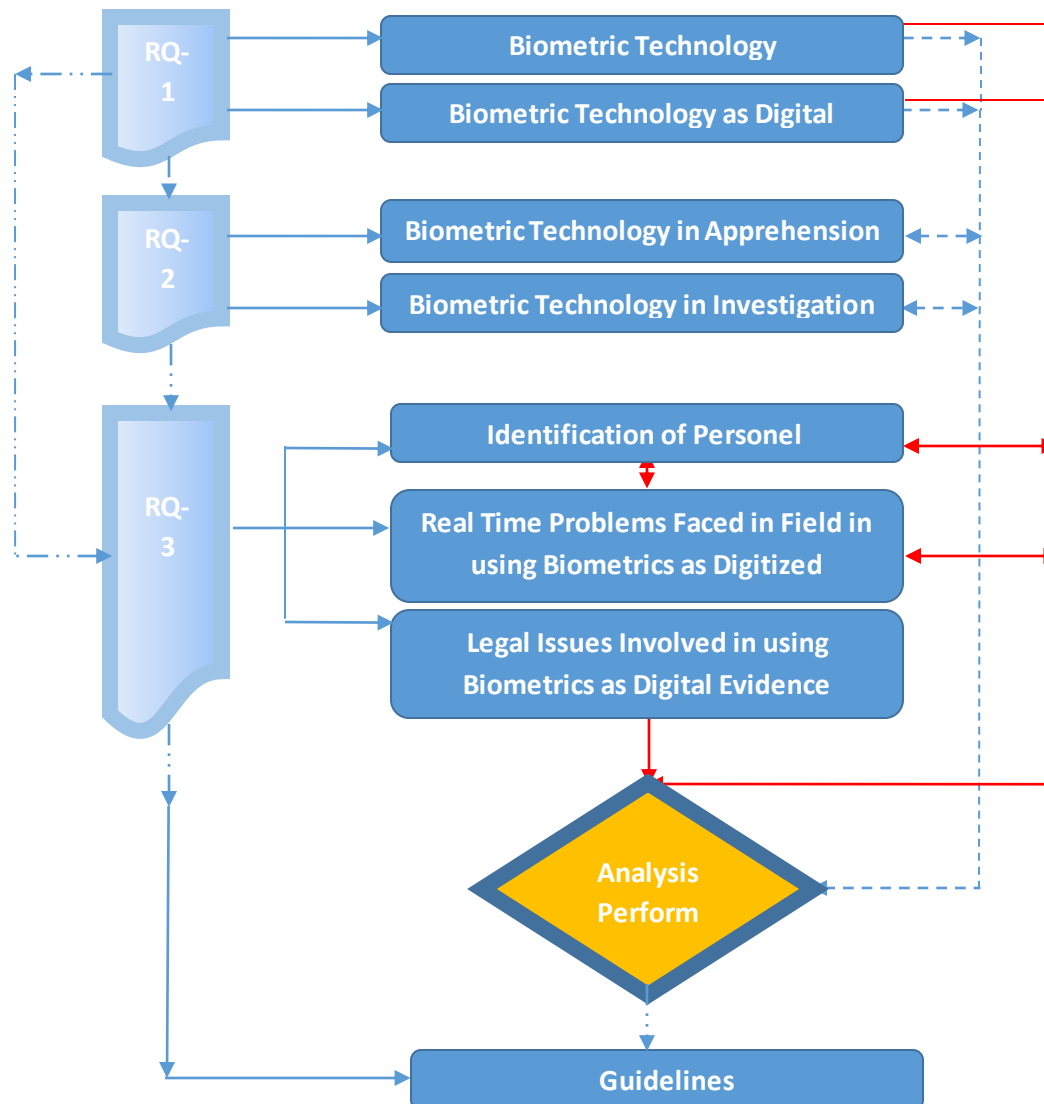 RQ-
1
Biometric Technology
Biometric Technology as Digital
RQ-
2
Biometric Technology in Apprehension
Biometric Technology in Investigation
RQ-
3
Identification of Personel
Real Time Problems Faced in Field in
using Biometrics as Digitized
Legal Issues Involved in using
Biometrics as Digital Evidence
Analysis
Perform
Guidelines